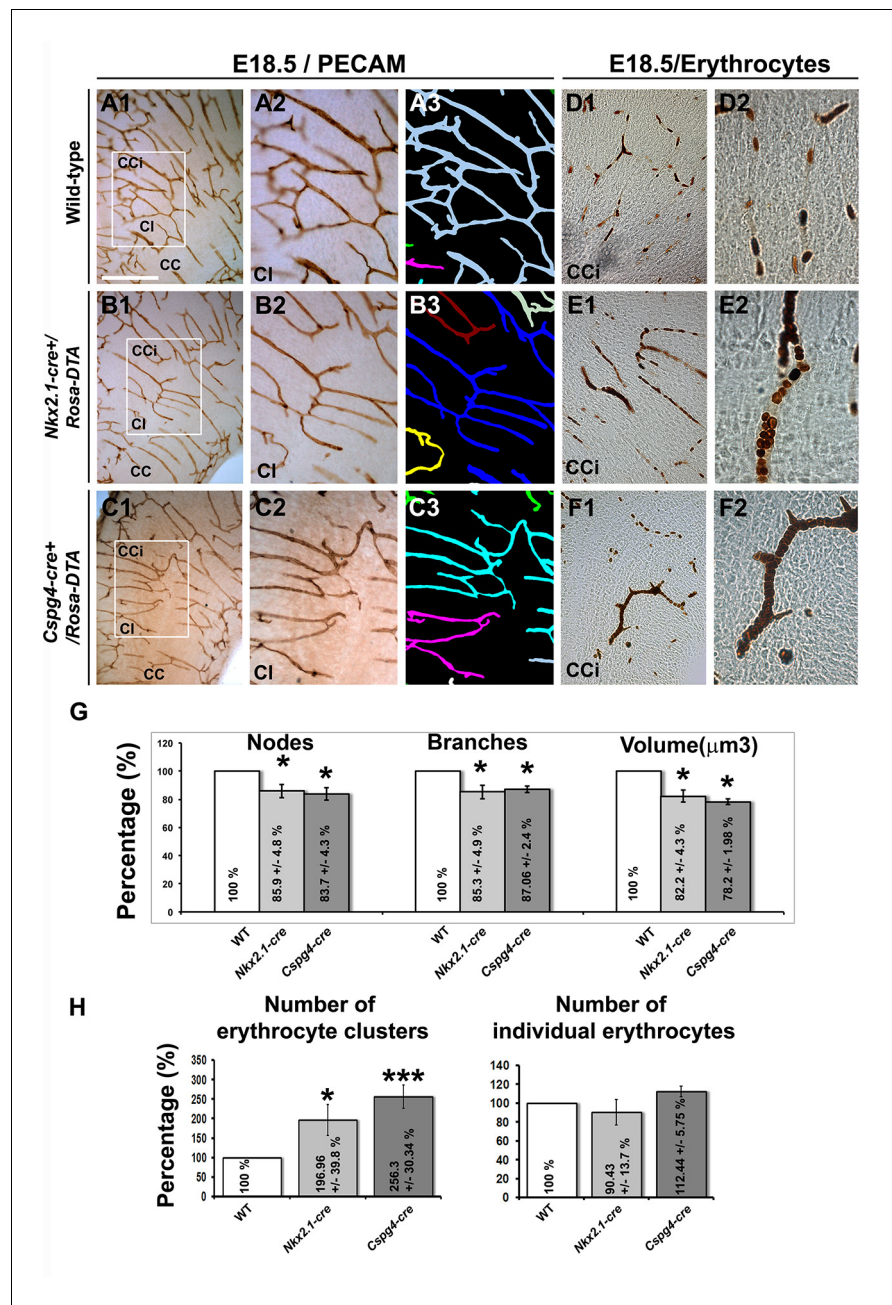 E18.5 / PECAM
E18.5/Erythrocytes
Wild-type
A1
CCi
CI
CC
A2
CI
A3
D1
CCi
D2
Nkx2.1-cre+/
Rosa-DTA
B1
CCi
CI
CC
B2
CI
B3
E1
CCi
E2
Cspg4-cre+
/Rosa-DTA
C1
CCi
CI
CC
C2
CI
C3
F1
CCi
F2
G
Nodes
Branches
Volume(μm3)
Percentage (%)
120
100
80
60
40
20
0
100 %
85.9 +/- 4.8 %
*
83.7 +/- 4.3 %
*
100 %
85.3 +/- 4.9 %
*
87.06 +/- 2.4 %
*
100 %
82.2 +/- 4.3 %
*
78.2 +/- 1.98 %
*
WT
Nkx2.1-cre
Cspg4-cre
WT
Nkx2.1-cre
Cspg4-cre
WT
Nkx2.1-cre
Cspg4-cre
H
Number of
erythrocyte clusters
Percentage (%)
350
300
250
200
150
100
50
0
100 %
196.96
+/- 39.8 %
*
256.3
+/- 30.34 %
***
WT
Nkx2.1-cre
Cspg4-cre
Number of
individual erythrocytes
140
120
100
80
60
40
20
0
100 %
90.43
+/- 13.7 %
112.44 +/- 5.75 %
WT
Nkx2.1-cre
Cspg4-cre